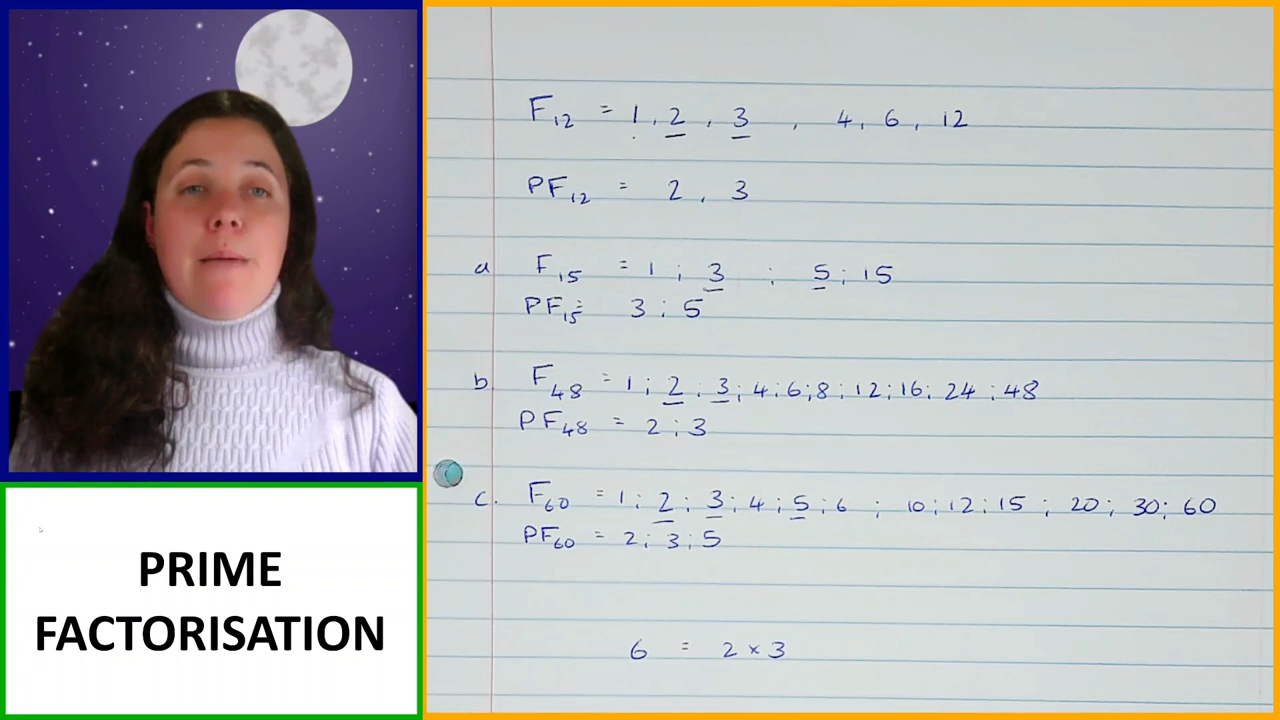 F12 = 1, 2, 3, 4, 6, 12
PF12 = 2, 3
a F15 = 1; 3; 5; 15
PF15 = 3; 5
b. F48 = 1; 2; 3; 4; 6; 8; 12; 16; 24; 48
PF48 = 2; 3
c. F60 = 1; 2; 3; 4; 5; 6; 10; 12; 15; 20; 30; 60
PF60 = 2; 3; 5
6 = 2 × 3
PRIME
FACTORISATION